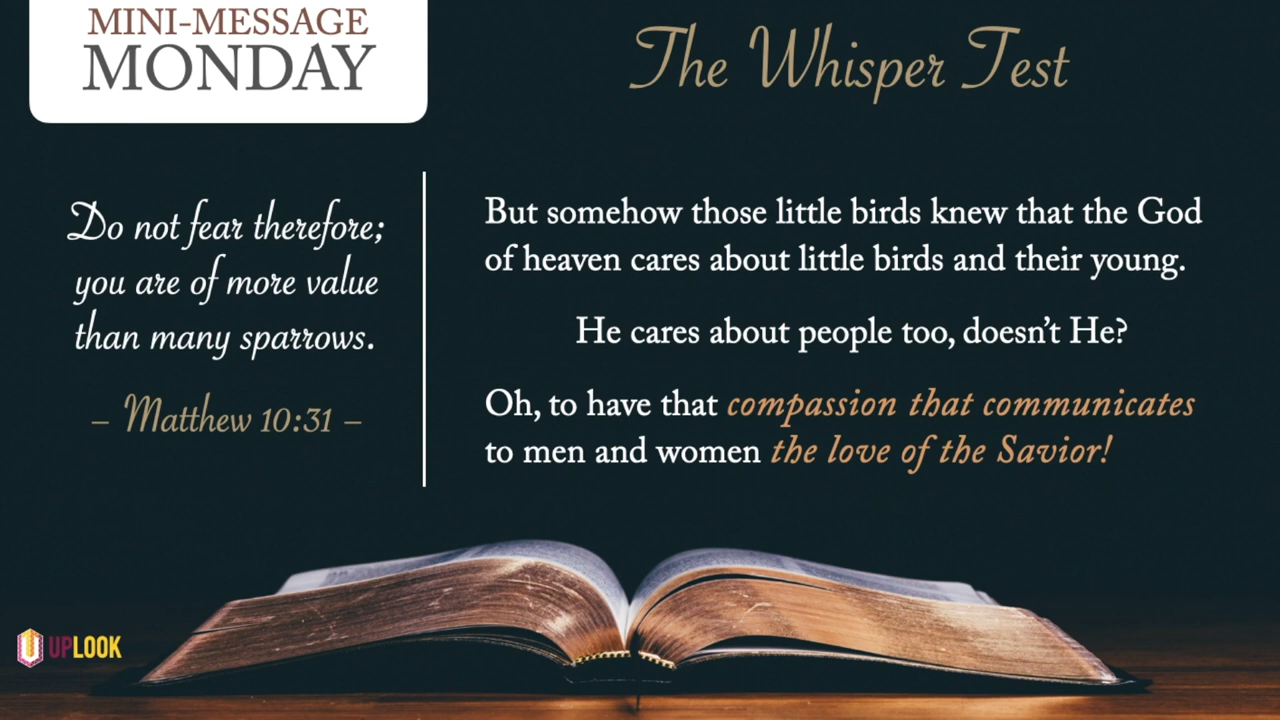 MINI-MESSAGE
MONDAY
The Whisper Test
Do not fear therefore;
you are of more value
than many sparrows.
– Matthew 10:31 –
But somehow those little birds knew that the God
of heaven cares about little birds and their young.
He cares about people too, doesn’t He?
Oh, to have that compassion that communicates
to men and women the love of the Savior!
UPLOOK